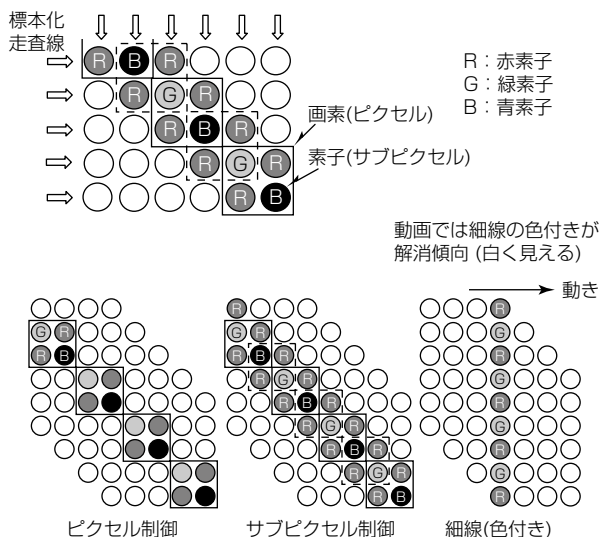 標本化
走査線
R B R
R G R
R B R
R G R
R B
R：赤素子
G：緑素子
B：青素子
画素(ピクセル)
素子(サブピクセル)
動画では細線の色付きが
解消傾向 (白く見える)
動き
G R
R B
R
G R
R B R
R G R
R B R
R G R
R B R
R G R
R B
R
G
R
G
R
G
R
G
R
ピクセル制御
サブピクセル制御
細線(色付き)